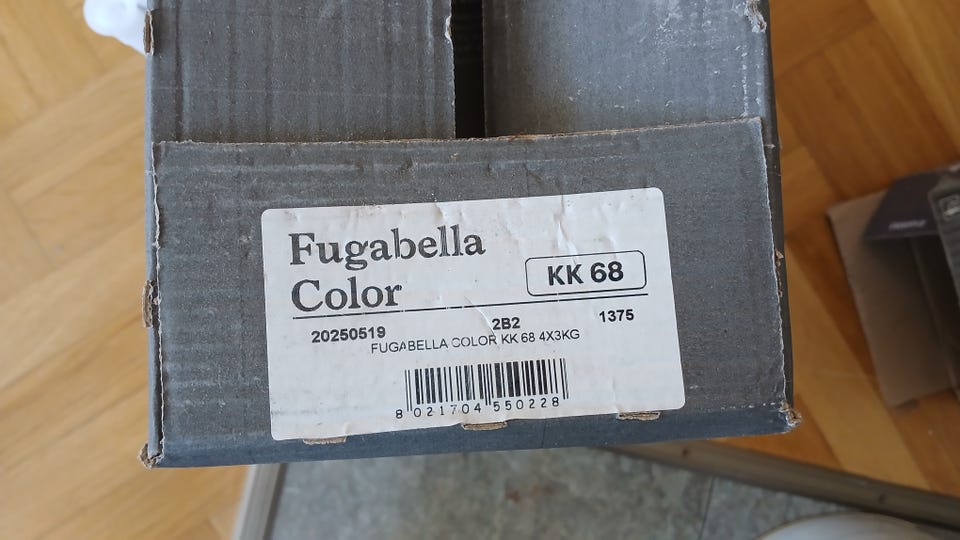 Fugabella
Color
KK 68
20250519 2B2 1375
FUGABELLA COLOR KK 68 4X3KG
8 021704 550228